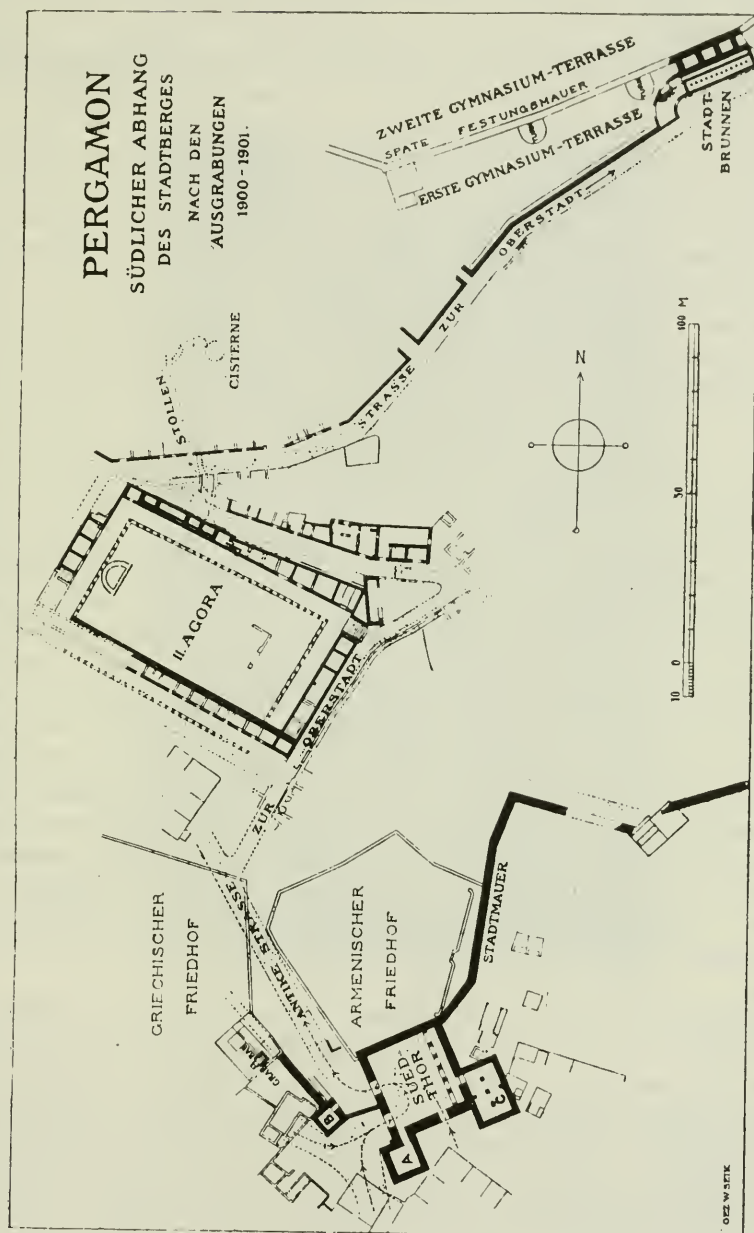 PERGAMON
SÜDLICHER ABHANG
DES STADTBERGES
NACH DEN
AUSGRABUNGEN
1900-1901.
ZWEITE GYMNASIUM-TERRASSE
SPÄTE FESTUNGSMAUER
ERSTE GYMNASIUM-TERRASSE
STADT-
BRUNNEN
STRASSE ZUR OBERSTADT
STOLLEN
CISTERNE
II. AGORA
ZUR OBERSTADT
N
10 0 50 100 M
GRIECHISCHER
FRIEDHOF
ANTIKE STRASSE
ARMENISCHER
FRIEDHOF
STADTMAUER
GRABBAU
B
SUED-
THOR
A
C